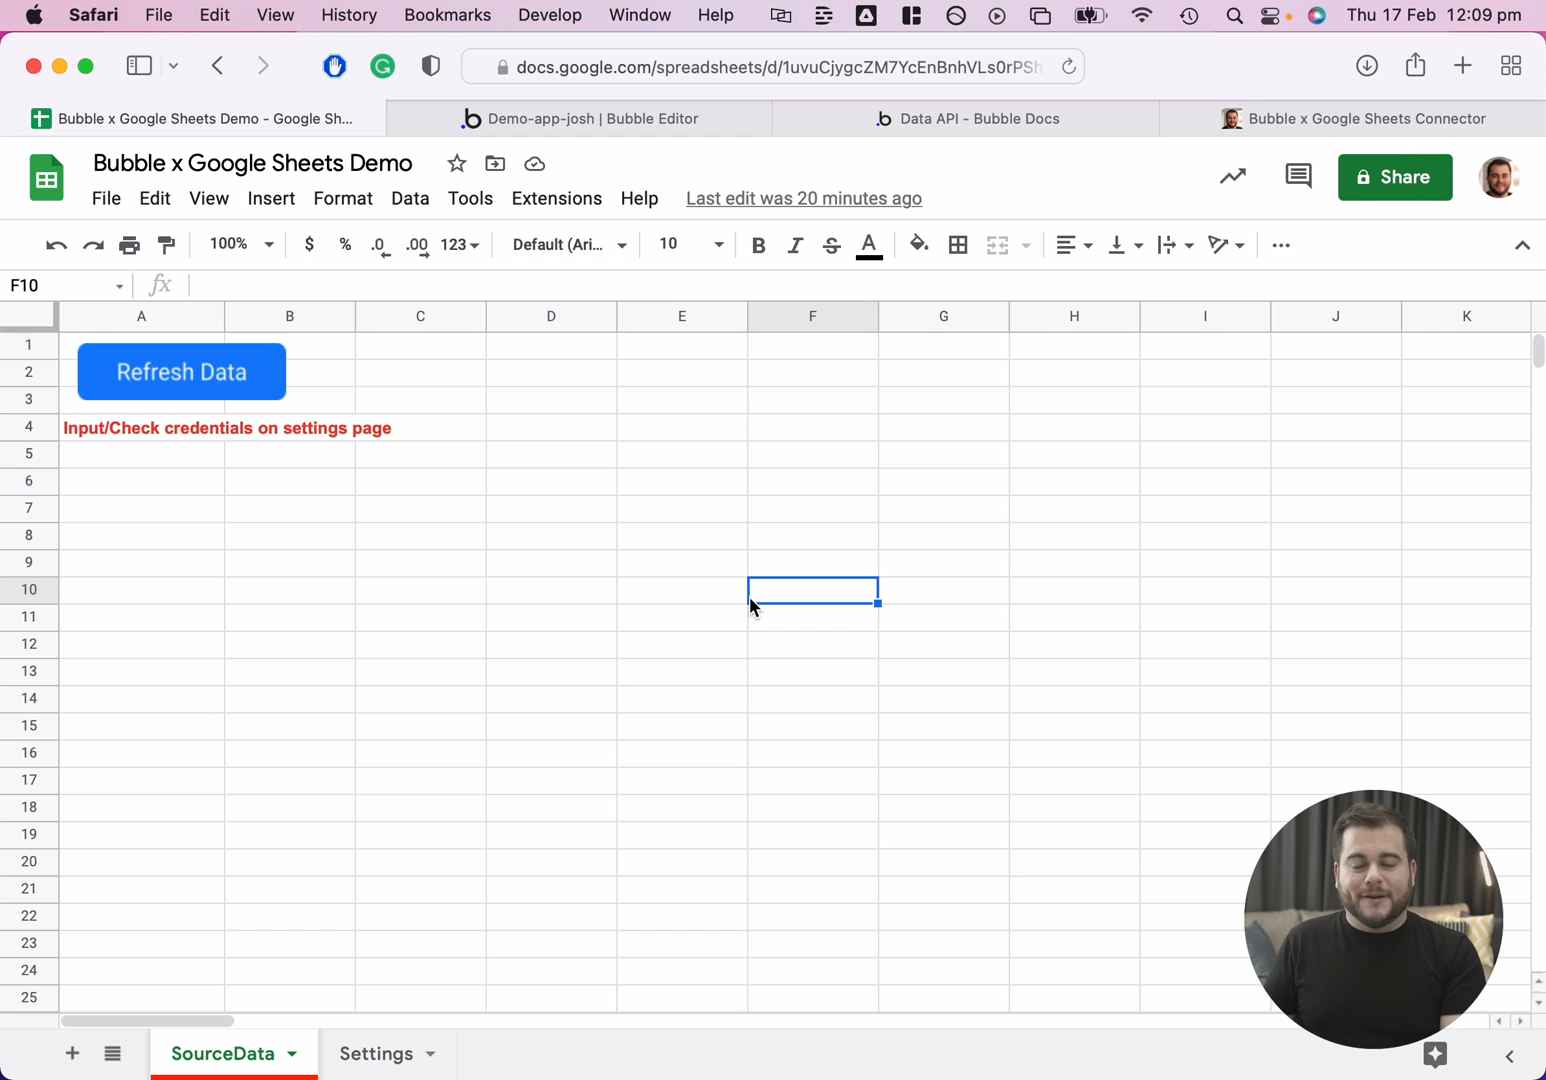 Safari File Edit View History Bookmarks Develop Window Help Thu 17 Feb 12:09 pm
docs.google.com/spreadsheets/d/1uvuCjygcZM7YcEnBnhVLs0rPSh
Bubble x Google Sheets Demo - Google Sh... Demo-app-josh | Bubble Editor Data API - Bubble Docs Bubble x Google Sheets Connector
Bubble x Google Sheets Demo
Share
File Edit View Insert Format Data Tools Extensions Help Last edit was 20 minutes ago
100% $ % .0 .00 123 Default (Ari... 10 B I S A
F10 fx
A B C D E F G H I J K
1
2 Refresh Data
3
4 Input/Check credentials on settings page
5
6
7
8
9
10
11
12
13
14
15
16
17
18
19
20
21
22
23
24
25
SourceData Settings